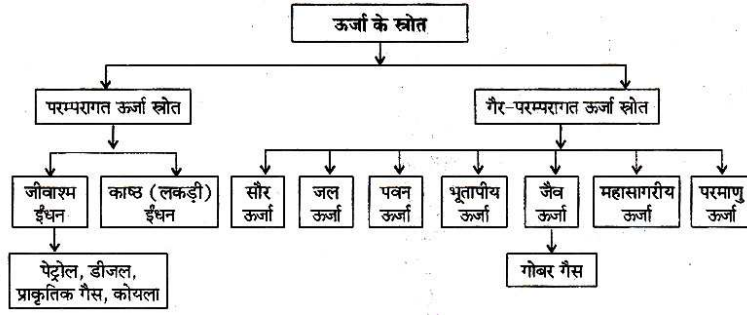 ऊर्जा के स्रोत
परम्परागत ऊर्जा स्रोत
गैर-परम्परागत ऊर्जा स्रोत
जीवाश्म
ईंधन
काष्ठ (लकड़ी)
ईंधन
सौर
ऊर्जा
जल
ऊर्जा
पवन
ऊर्जा
भूतापीय
ऊर्जा
जैव
ऊर्जा
महासागरीय
ऊर्जा
परमाणु
ऊर्जा
पेट्रोल, डीजल,
प्राकृतिक गैस, कोयला
गोबर गैस